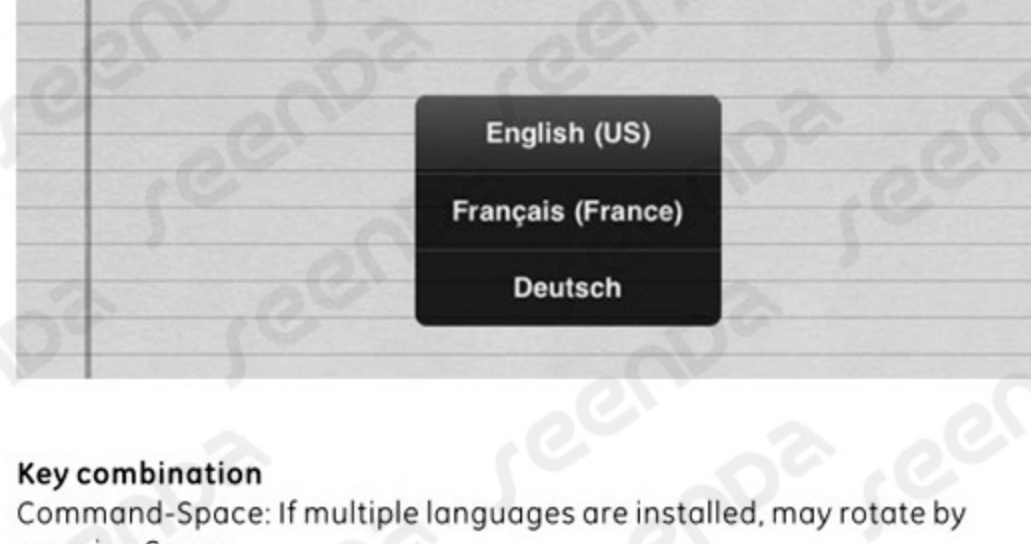 English (US)
Français (France)
Deutsch
Key combination
Command-Space: If multiple languages are installed, may rotate by